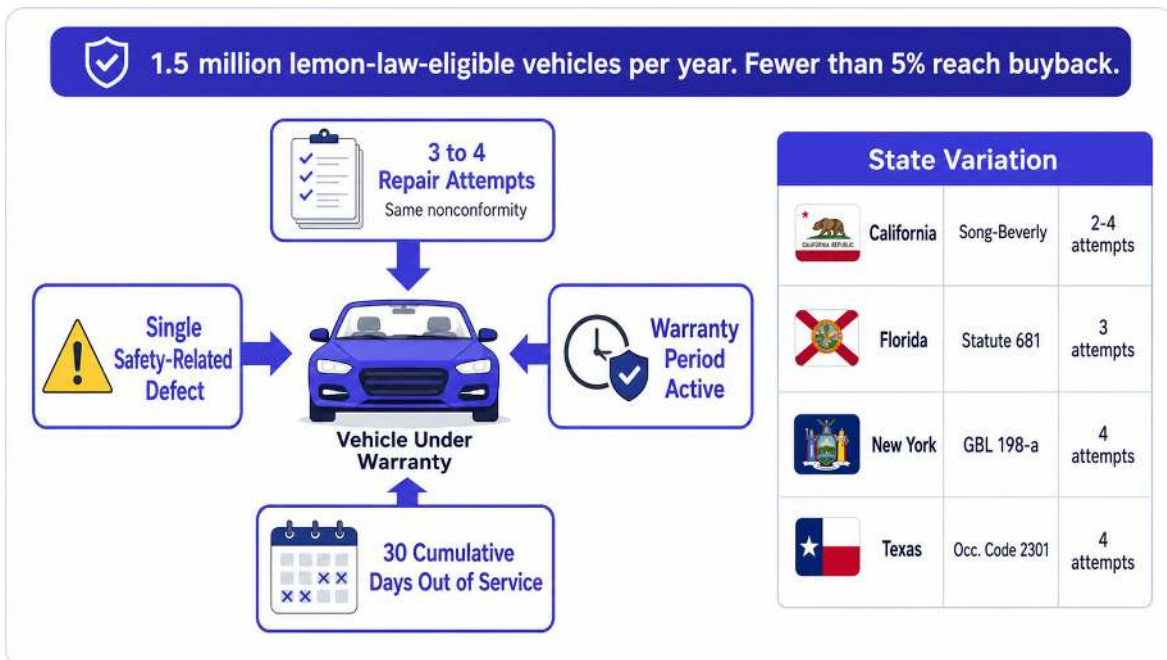 1.5 million lemon-law-eligible vehicles per year. Fewer than 5% reach buyback.
3 to 4
Repair Attempts
Same nonconformity
Single
Safety-Related
Defect
Warranty
Period
Active
Vehicle Under
Warranty
30 Cumulative
Days Out of Service
State Variation
CALIFORNIA REPUBLIC
California
Song-Beverly
2-4
attempts
Florida
Statute 681
3
attempts
New York
GBL 198-a
4
attempts
Texas
Occ. Code 2301
4
attempts